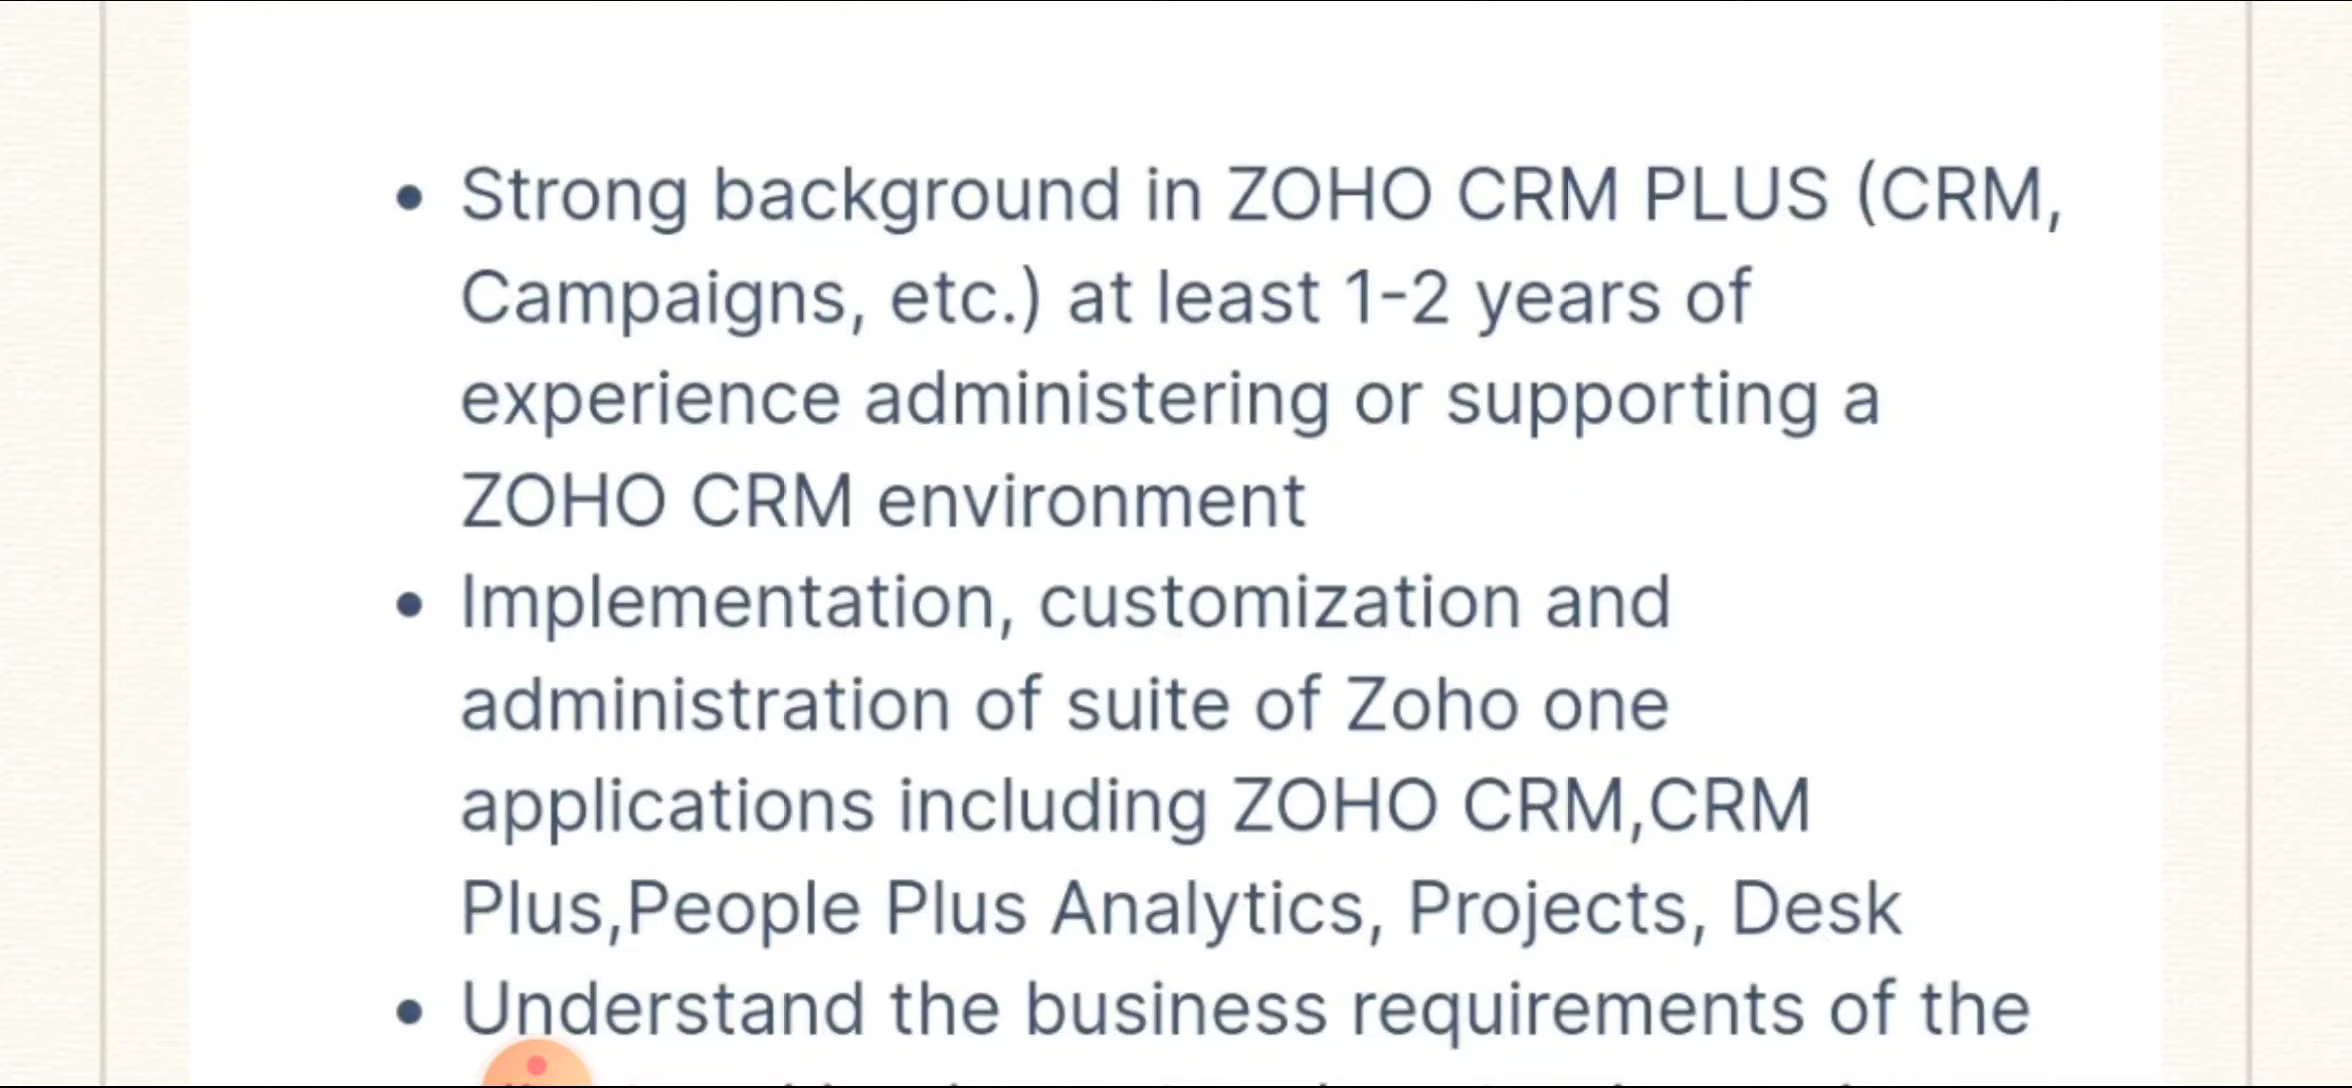 • Strong background in ZOHO CRM PLUS (CRM,
Campaigns, etc.) at least 1-2 years of
experience administering or supporting a
ZOHO CRM environment
• Implementation, customization and
administration of suite of Zoho one
applications including ZOHO CRM,CRM
Plus,People Plus Analytics, Projects, Desk
• Understand the business requirements of the